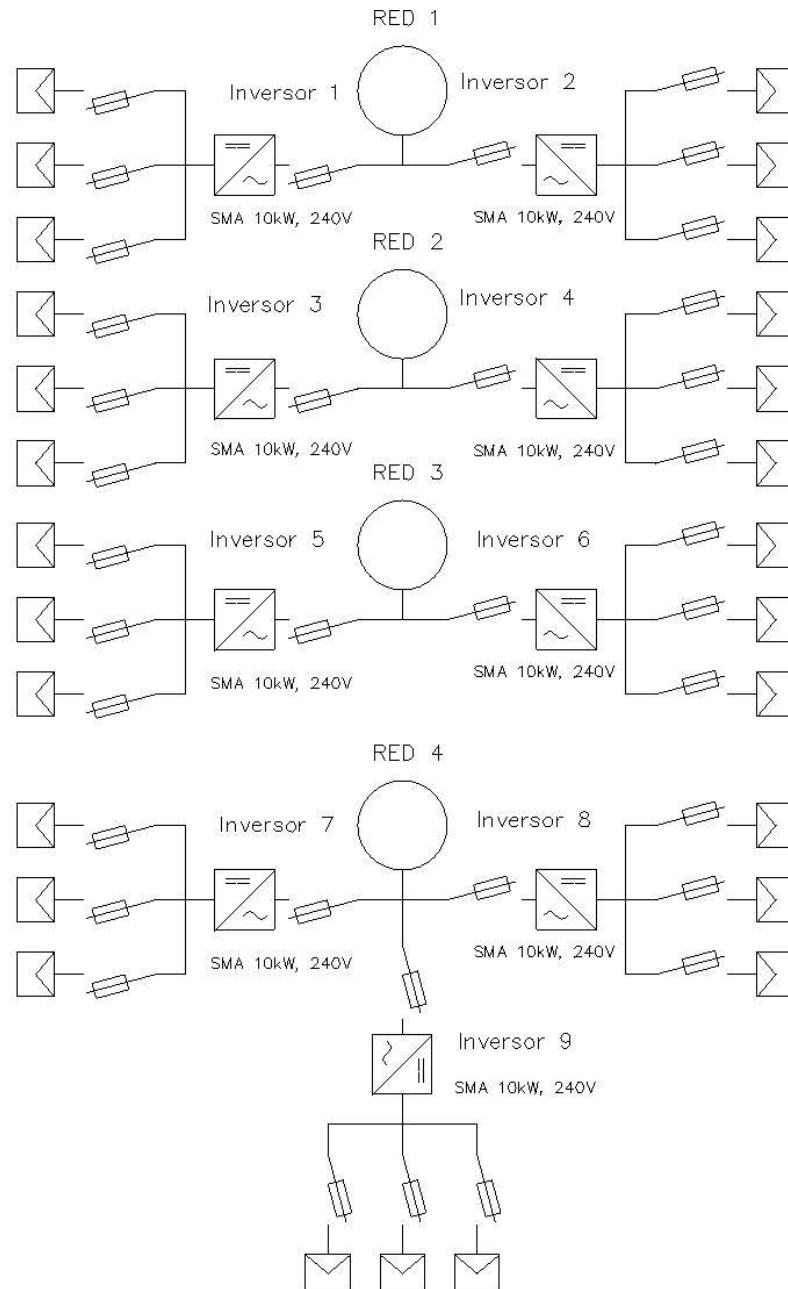 RED 1
Inversor 1
Inversor 2
SMA 10kW, 240V
SMA 10kW, 240V
RED 2
Inversor 3
Inversor 4
SMA 10kW, 240V
SMA 10kW, 240V
RED 3
Inversor 5
Inversor 6
SMA 10kW, 240V
SMA 10kW, 240V
RED 4
Inversor 7
Inversor 8
SMA 10kW, 240V
SMA 10kW, 240V
Inversor 9
SMA 10kW, 240V